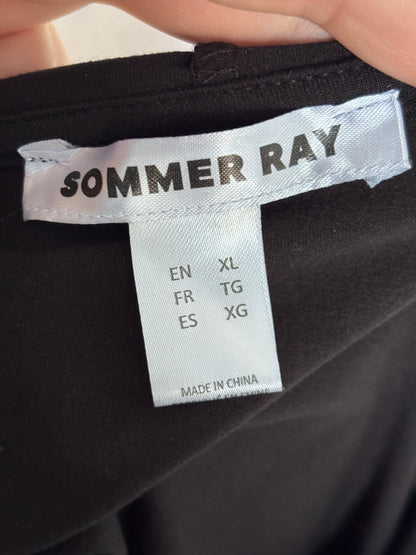 SOMMER RAY
EN XL
FR TG
ES XG
MADE IN CHINA